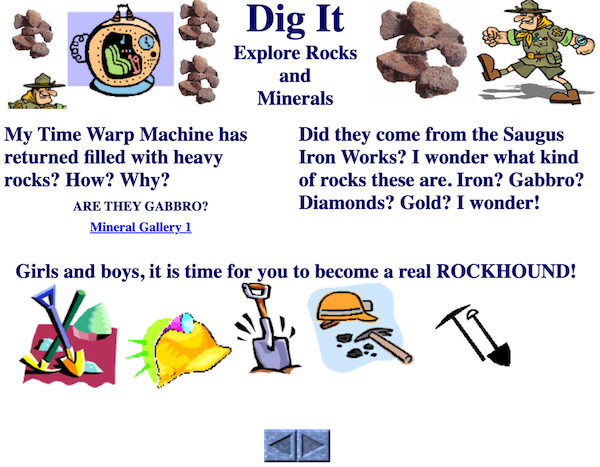 Dig It
Explore Rocks
and
Minerals
My Time Warp Machine has
returned filled with heavy
rocks? How? Why?
ARE THEY GABBRO?
Mineral Gallery 1
Did they come from the Saugus
Iron Works? I wonder what kind
of rocks these are. Iron? Gabbro?
Diamonds? Gold? I wonder!
Girls and boys, it is time for you to become a real ROCKHOUND!